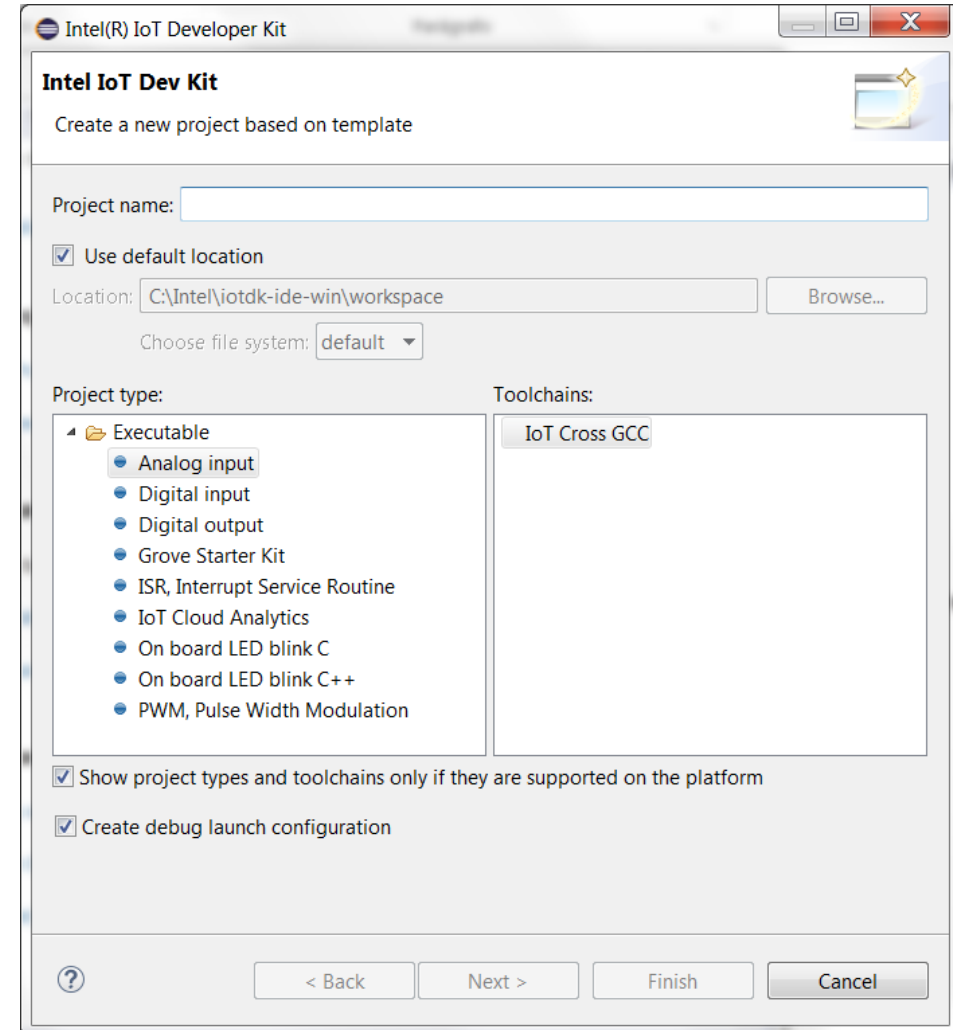 Intel(R) IoT Developer Kit
Intel IoT Dev Kit
Create a new project based on template
Project name:
Use default location
Location: C:\Intel\iotdk-ide-win\workspace Browse...
Choose file system: default
Project type: Toolchains:
Executable IoT Cross GCC
Analog input
Digital input
Digital output
Grove Starter Kit
ISR, Interrupt Service Routine
IoT Cloud Analytics
On board LED blink C
On board LED blink C++
PWM, Pulse Width Modulation
Show project types and toolchains only if they are supported on the platform
Create debug launch configuration
? < Back Next > Finish Cancel